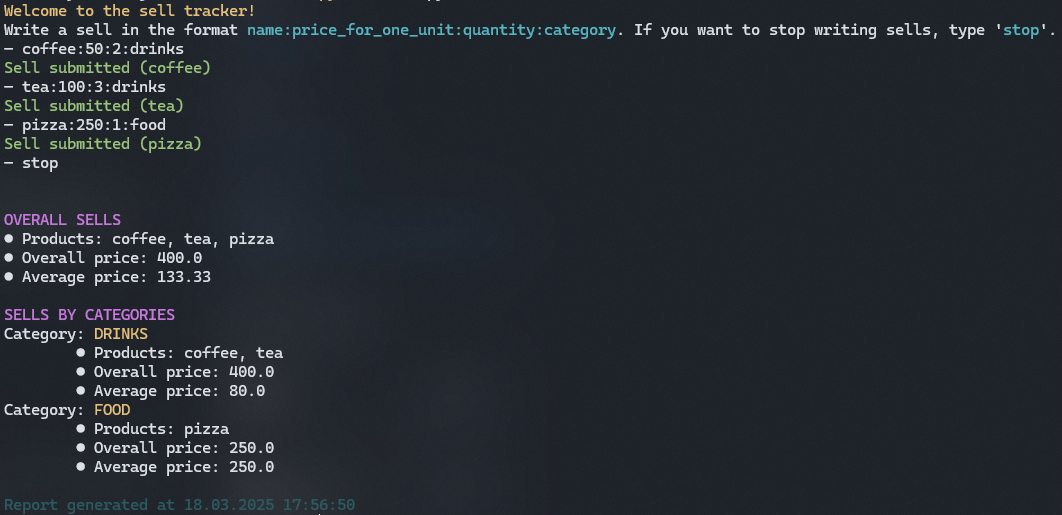 Welcome to the sell tracker!
Write a sell in the format name:price_for_one_unit:quantity:category. If you want to stop writing sells, type 'stop'.
— coffee:50:2:drinks
Sell submitted (coffee)
— tea:100:3:drinks
Sell submitted (tea)
— pizza:250:1:food
Sell submitted (pizza)
— stop
OVERALL SELLS
● Products: coffee, tea, pizza
● Overall price: 400.0
● Average price: 133.33
SELLS BY CATEGORIES
Category: DRINKS
● Products: coffee, tea
● Overall price: 400.0
● Average price: 80.0
Category: FOOD
● Products: pizza
● Overall price: 250.0
● Average price: 250.0
Report generated at 18.03.2025 17:56:50